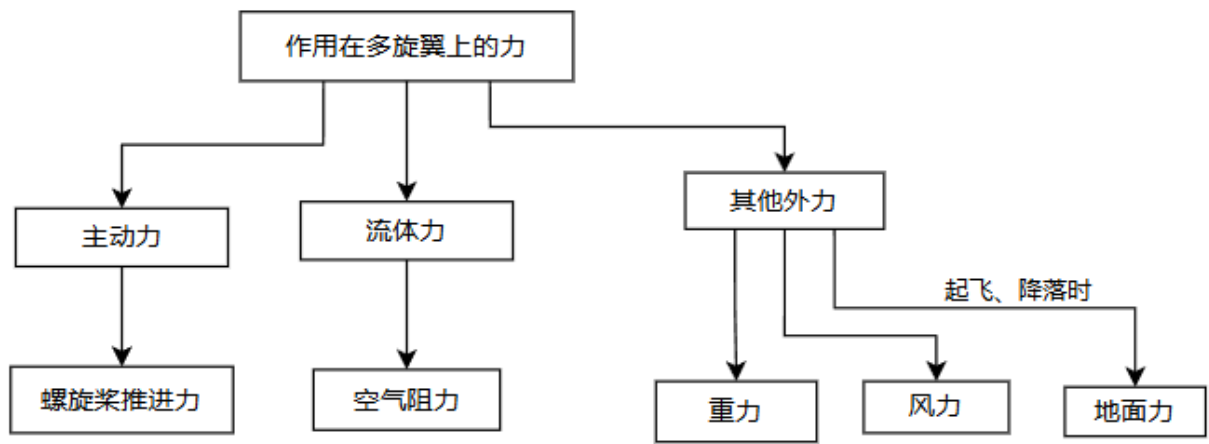 作用在多旋翼上的力
主动力
流体力
其他外力
起飞、降落时
螺旋桨推进力
空气阻力
重力
风力
地面力